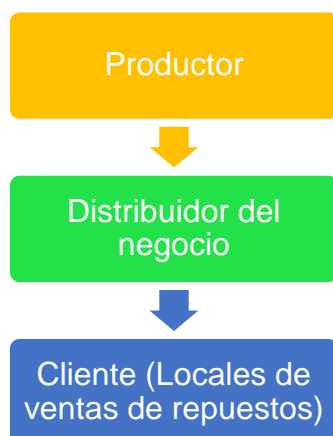 Productor
Distribuidor del
negocio
Cliente (Locales de
ventas de repuestos)